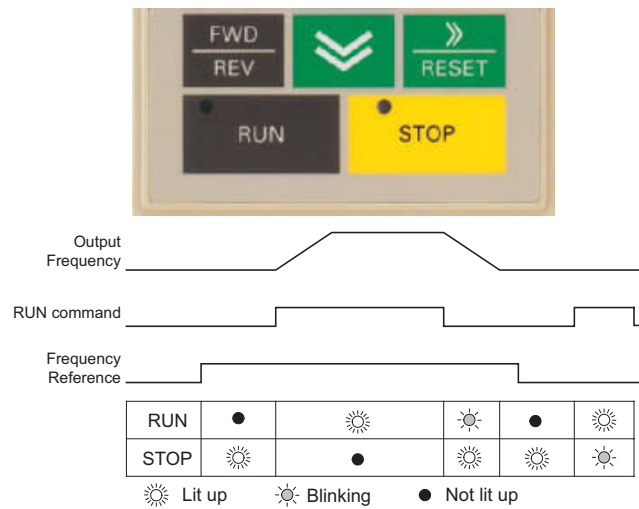 FWD
REV
RESET
RUN
STOP
Output
Frequency
RUN command
Frequency
Reference
RUN
STOP
Lit up
Blinking
Not lit up